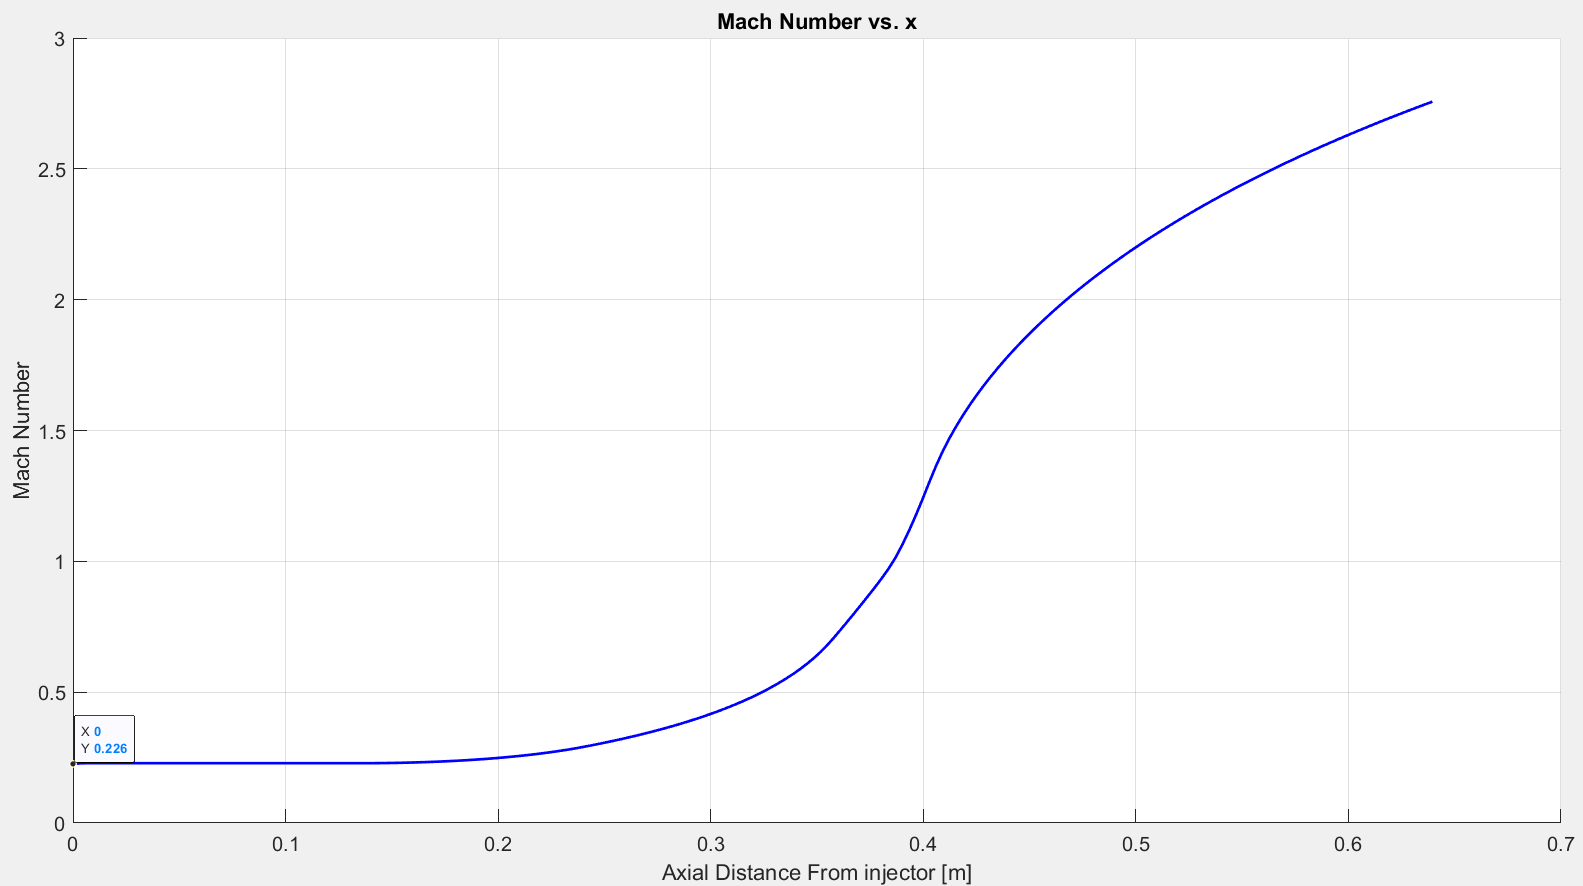 Mach Number vs. x
3
2.5
2
1.5
1
0.5
0
Mach Number
X 0
Y 0.226
0 0.1 0.2 0.3 0.4 0.5 0.6 0.7
Axial Distance From injector [m]